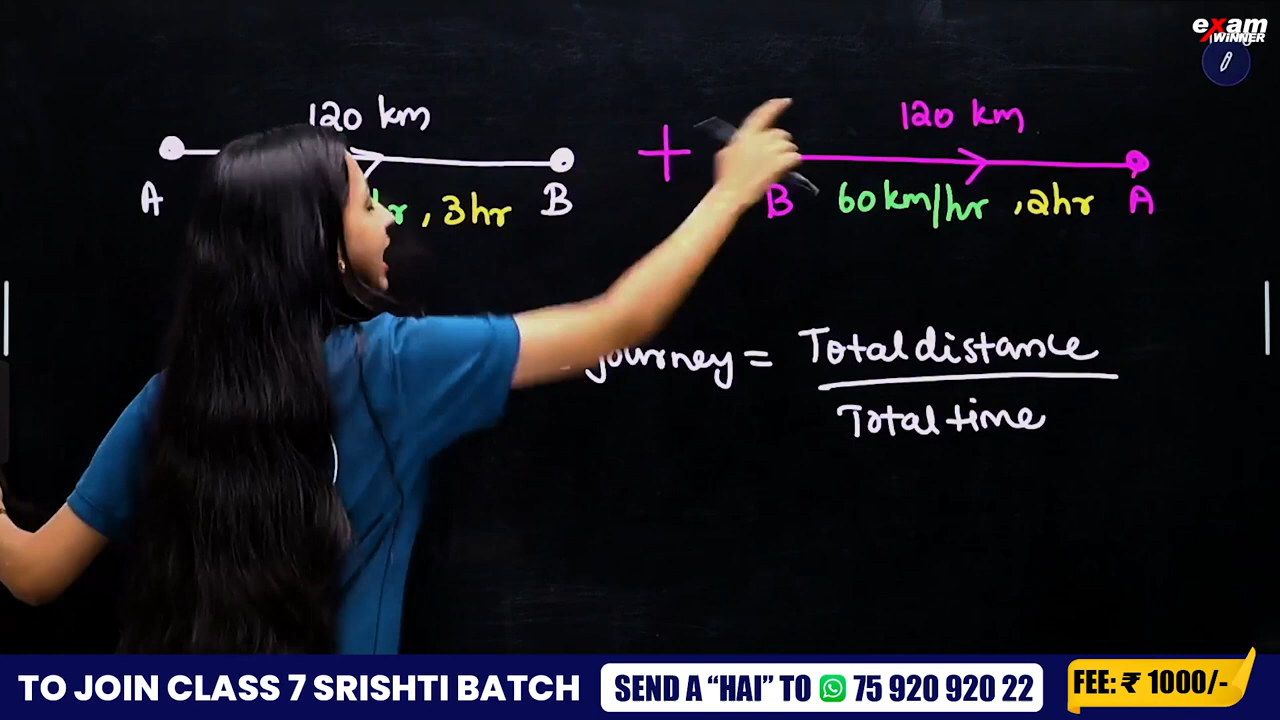 exam
WiNNER
120 km
120 km
A
, 3hr
B
+
B
60 km/hr
, 2hr
A
journey = Total distance
Total time
TO JOIN CLASS 7 SRISHTI BATCH
SEND A “HAI” TO 75 920 920 22
FEE: ₹ 1000/-